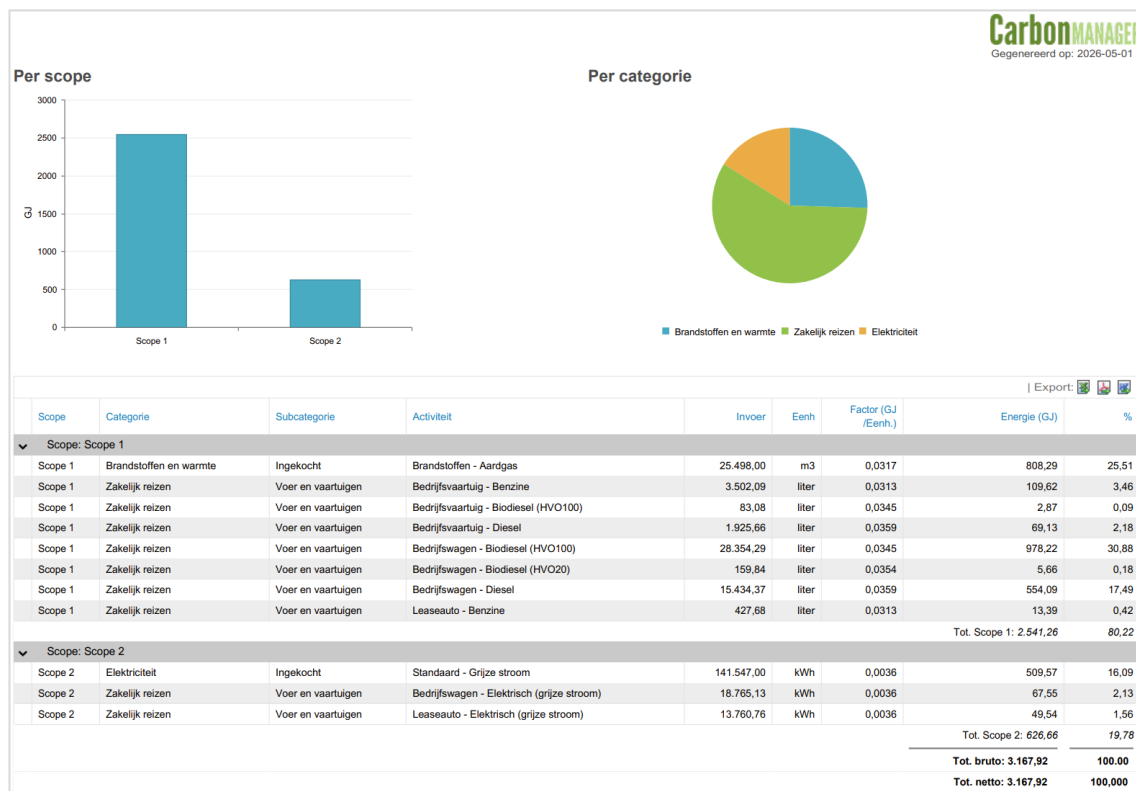 CarbonMANAGER
Gegenereerd op: 2026-05-01
Per scope
Per categorie
3000
2500
2000
1500
1000
500
0
GJ
Scope 1
Scope 2
Brandstoffen en warmte Zakelijk reizen Elektriciteit
| Export:
Scope Categorie Subcategorie Activiteit Invoer Eenh Factor (GJ /Eenh.) Energie (GJ) %
Scope: Scope 1
Scope 1 Brandstoffen en warmte Ingekocht Brandstoffen - Aardgas 25.498,00 m3 0,0317 808,29 25,51
Scope 1 Zakelijk reizen Voer en vaartuigen Bedrijfsvaartuig - Benzine 3.502,09 liter 0,0313 109,62 3,46
Scope 1 Zakelijk reizen Voer en vaartuigen Bedrijfsvaartuig - Biodiesel (HVO100) 83,08 liter 0,0345 2,87 0,09
Scope 1 Zakelijk reizen Voer en vaartuigen Bedrijfsvaartuig - Diesel 1.925,66 liter 0,0359 69,13 2,18
Scope 1 Zakelijk reizen Voer en vaartuigen Bedrijfswagen - Biodiesel (HVO100) 28.354,29 liter 0,0345 978,22 30,88
Scope 1 Zakelijk reizen Voer en vaartuigen Bedrijfswagen - Biodiesel (HVO20) 159,84 liter 0,0354 5,66 0,18
Scope 1 Zakelijk reizen Voer en vaartuigen Bedrijfswagen - Diesel 15.434,37 liter 0,0359 554,09 17,49
Scope 1 Zakelijk reizen Voer en vaartuigen Leaseauto - Benzine 427,68 liter 0,0313 13,39 0,42
Tot. Scope 1: 2.541,26 80,22
Scope: Scope 2
Scope 2 Elektriciteit Ingekocht Standaard - Grijze stroom 141.547,00 kWh 0,0036 509,57 16,09
Scope 2 Zakelijk reizen Voer en vaartuigen Bedrijfswagen - Elektrisch (grijze stroom) 18.765,13 kWh 0,0036 67,55 2,13
Scope 2 Zakelijk reizen Voer en vaartuigen Leaseauto - Elektrisch (grijze stroom) 13.760,76 kWh 0,0036 49,54 1,56
Tot. Scope 2: 626,66 19,78
Tot. bruto: 3.167,92 100.00
Tot. netto: 3.167,92 100,000